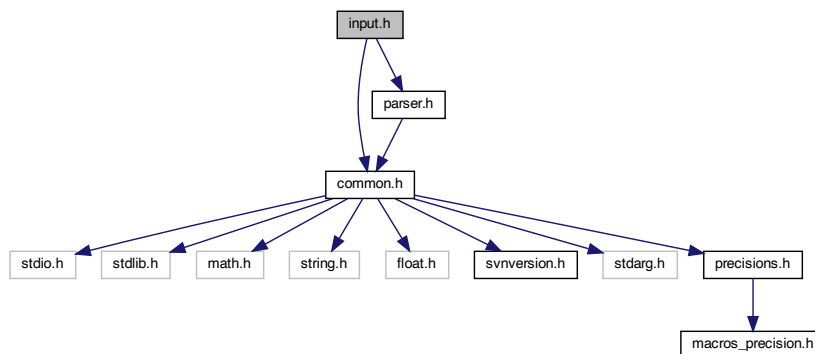 input.h
parser.h
common.h
stdio.h
stdlib.h
math.h
string.h
float.h
svnversion.h
stdarg.h
precisions.h
macros_precision.h